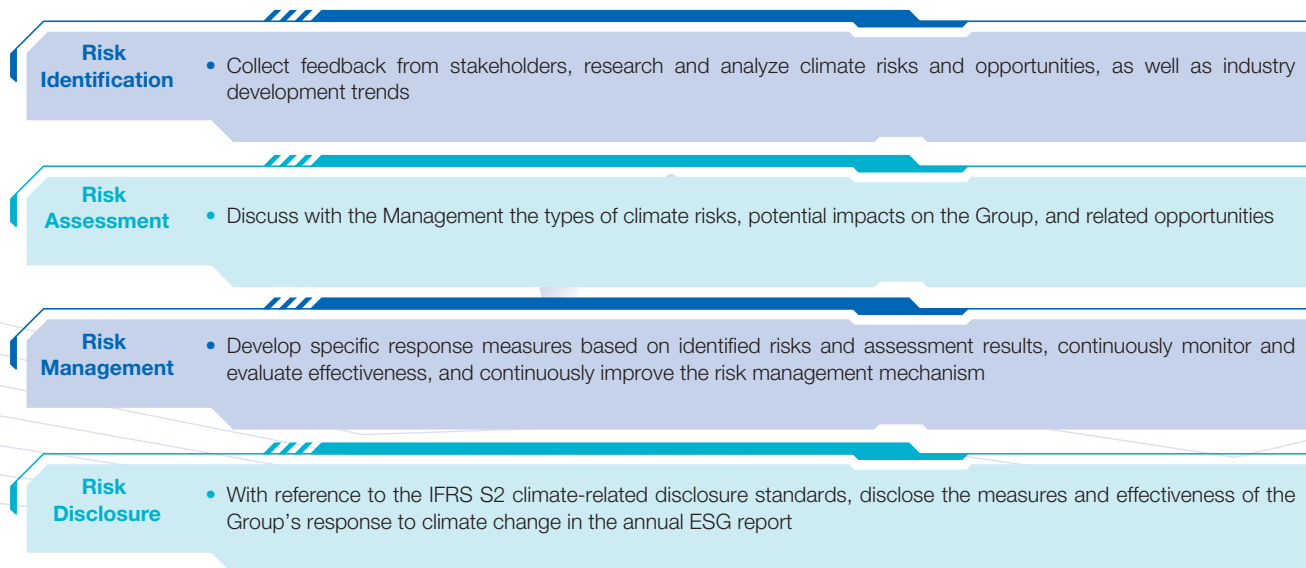 Risk
Identification
• Collect feedback from stakeholders, research and analyze climate risks and opportunities, as well as industry
development trends
Risk
Assessment
• Discuss with the Management the types of climate risks, potential impacts on the Group, and related opportunities
Risk
Management
• Develop specific response measures based on identified risks and assessment results, continuously monitor and
evaluate effectiveness, and continuously improve the risk management mechanism
Risk
Disclosure
• With reference to the IFRS S2 climate-related disclosure standards, disclose the measures and effectiveness of the
Group’s response to climate change in the annual ESG report